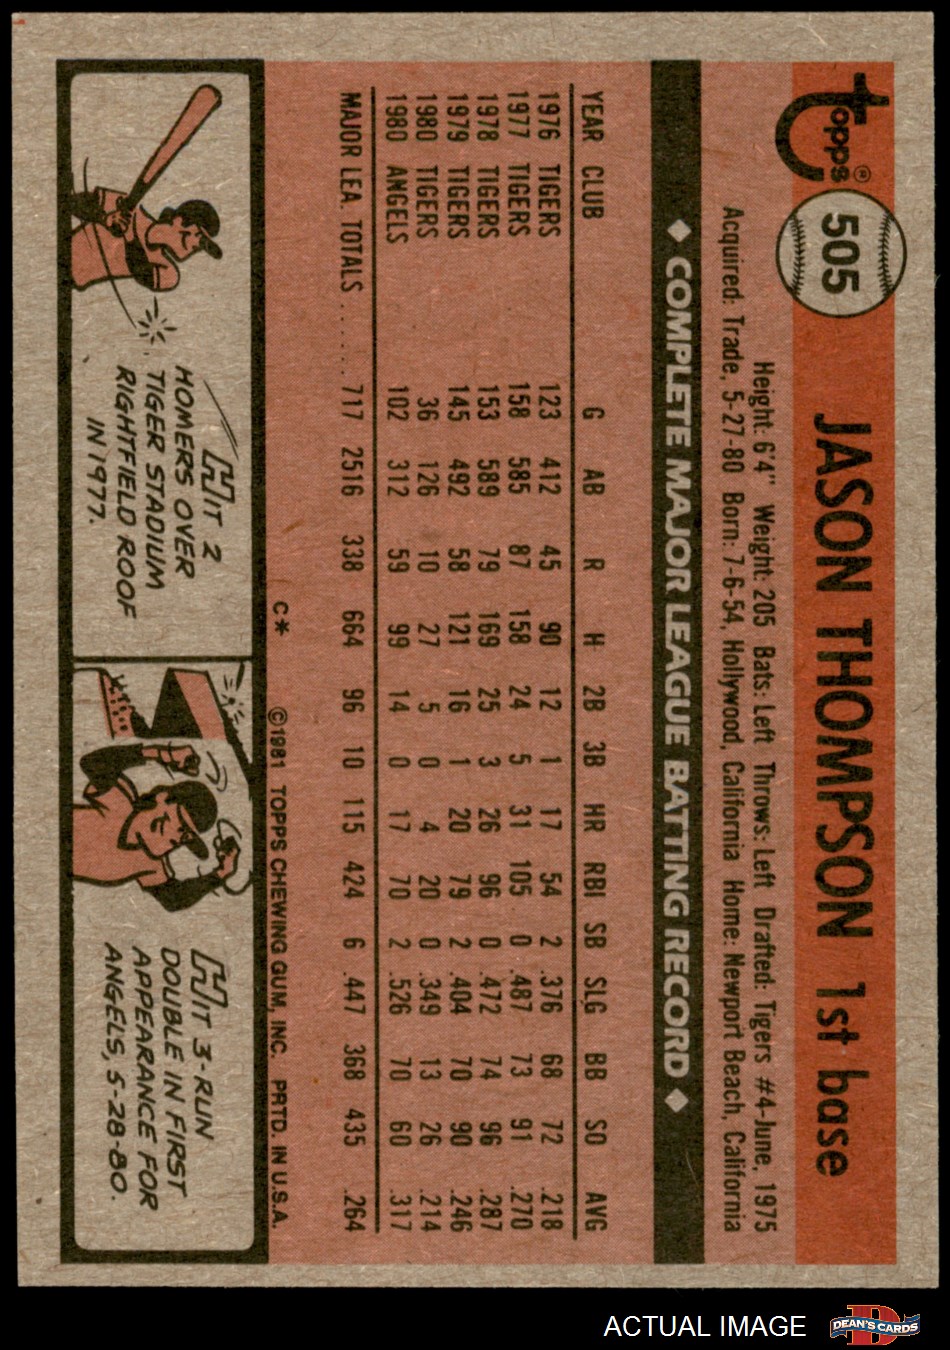 topps®
505 JASON THOMPSON 1st base
Height: 6'4" Weight: 205 Bats: Left Throws: Left Drafted: Tigers #4-June, 1975
Acquired: Trade, 5-27-80 Born: 7-6-54, Hollywood, California Home: Newport Beach, California
◆ COMPLETE MAJOR LEAGUE BATTING RECORD ◆
YEAR CLUB G AB R H 2B 3B HR RBI SB SLG BB SO AVG
1976 TIGERS 123 412 45 90 12 1 17 54 2 .376 68 72 .218
1977 TIGERS 158 585 87 158 24 5 31 105 0 .487 73 91 .270
1978 TIGERS 153 589 79 169 25 3 26 96 0 .472 74 96 .287
1979 TIGERS 145 492 58 121 16 1 20 79 2 .404 70 90 .246
1980 TIGERS 36 126 10 27 5 0 4 20 0 .349 13 26 .214
1980 ANGELS 102 312 59 99 14 0 17 70 2 .526 70 60 .317
MAJOR LEA. TOTALS ...... 717 2516 338 664 96 10 115 424 6 .447 368 435 .264
C* ©1981 TOPPS CHEWING GUM, INC. PRTD. IN U.S.A.
HIT 2
HOMERS OVER
TIGER STADIUM
RIGHTFIELD ROOF
IN 1977.
HIT 3-RUN
DOUBLE IN FIRST
APPEARANCE FOR
ANGELS, 5-28-80.
ACTUAL IMAGE
D
DEAN'S CARDS